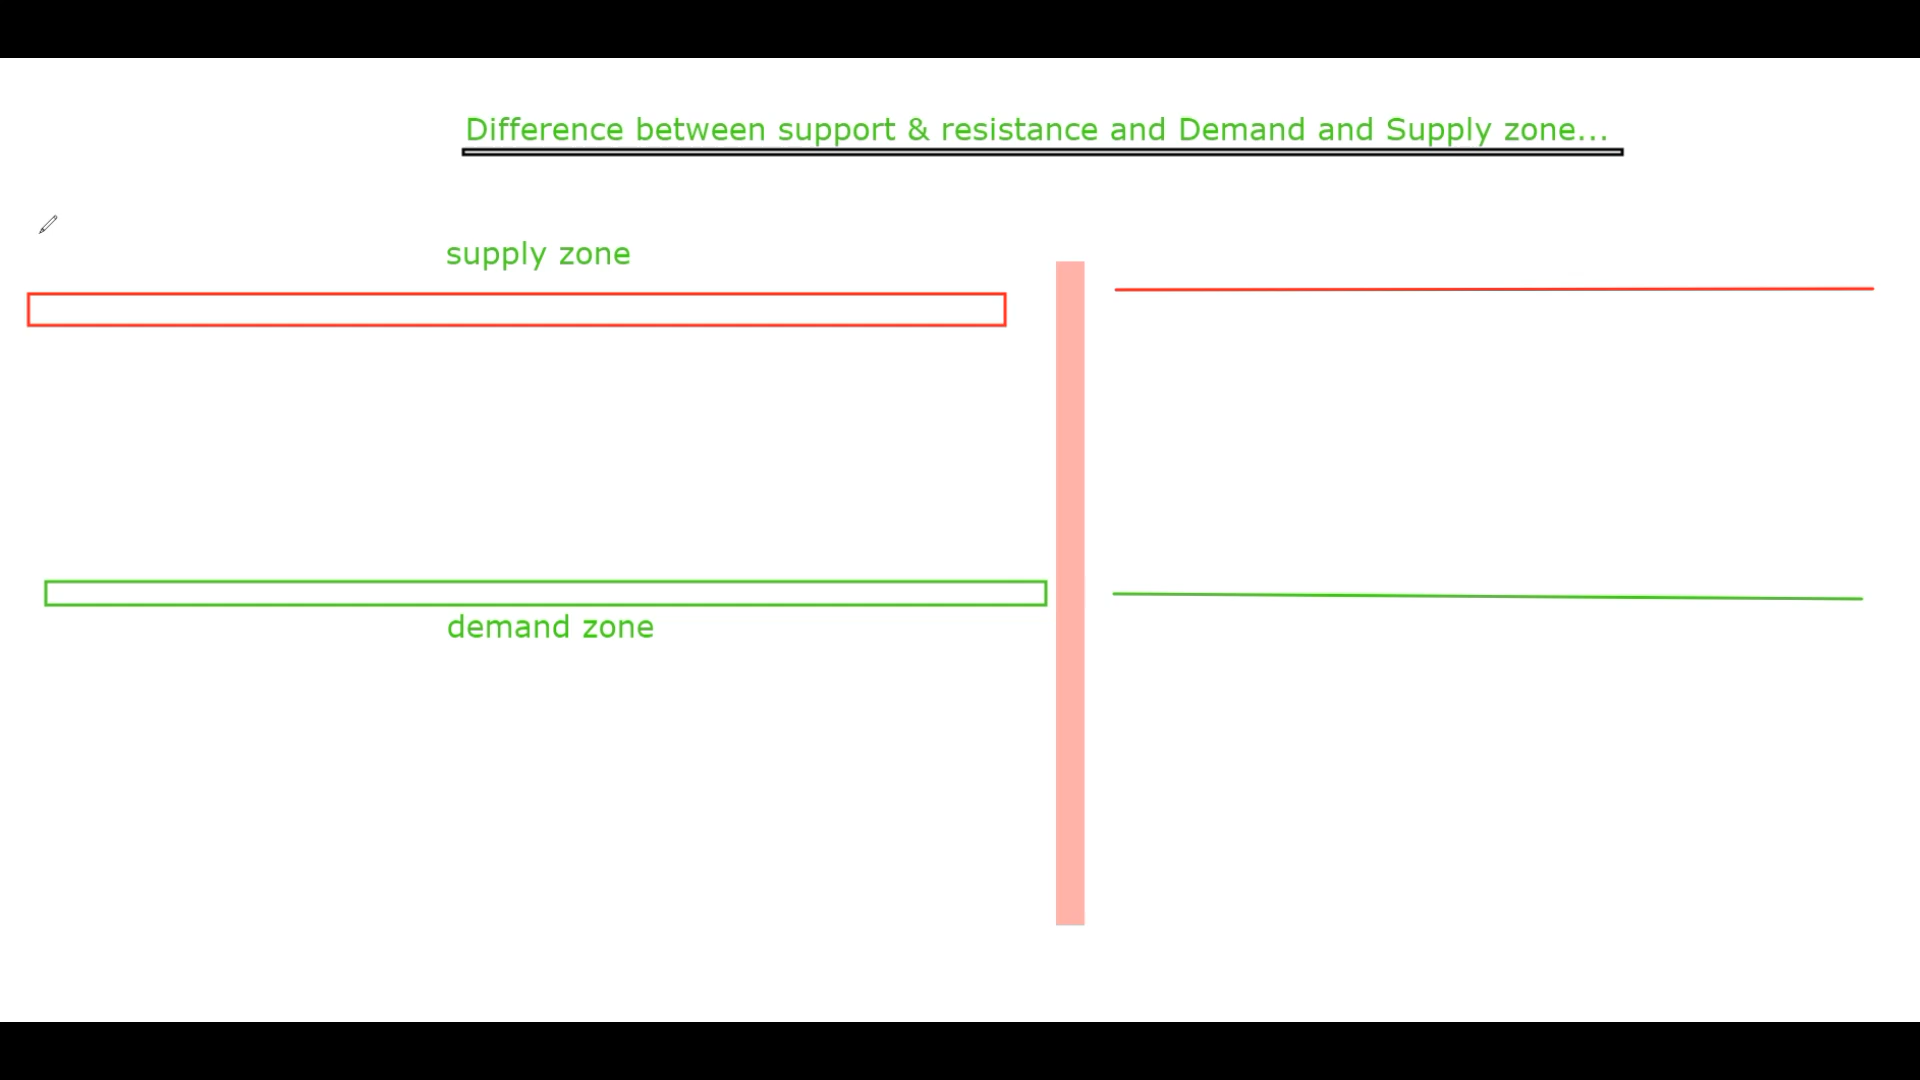 Difference between support & resistance and Demand and Supply zone...
supply zone
demand zone